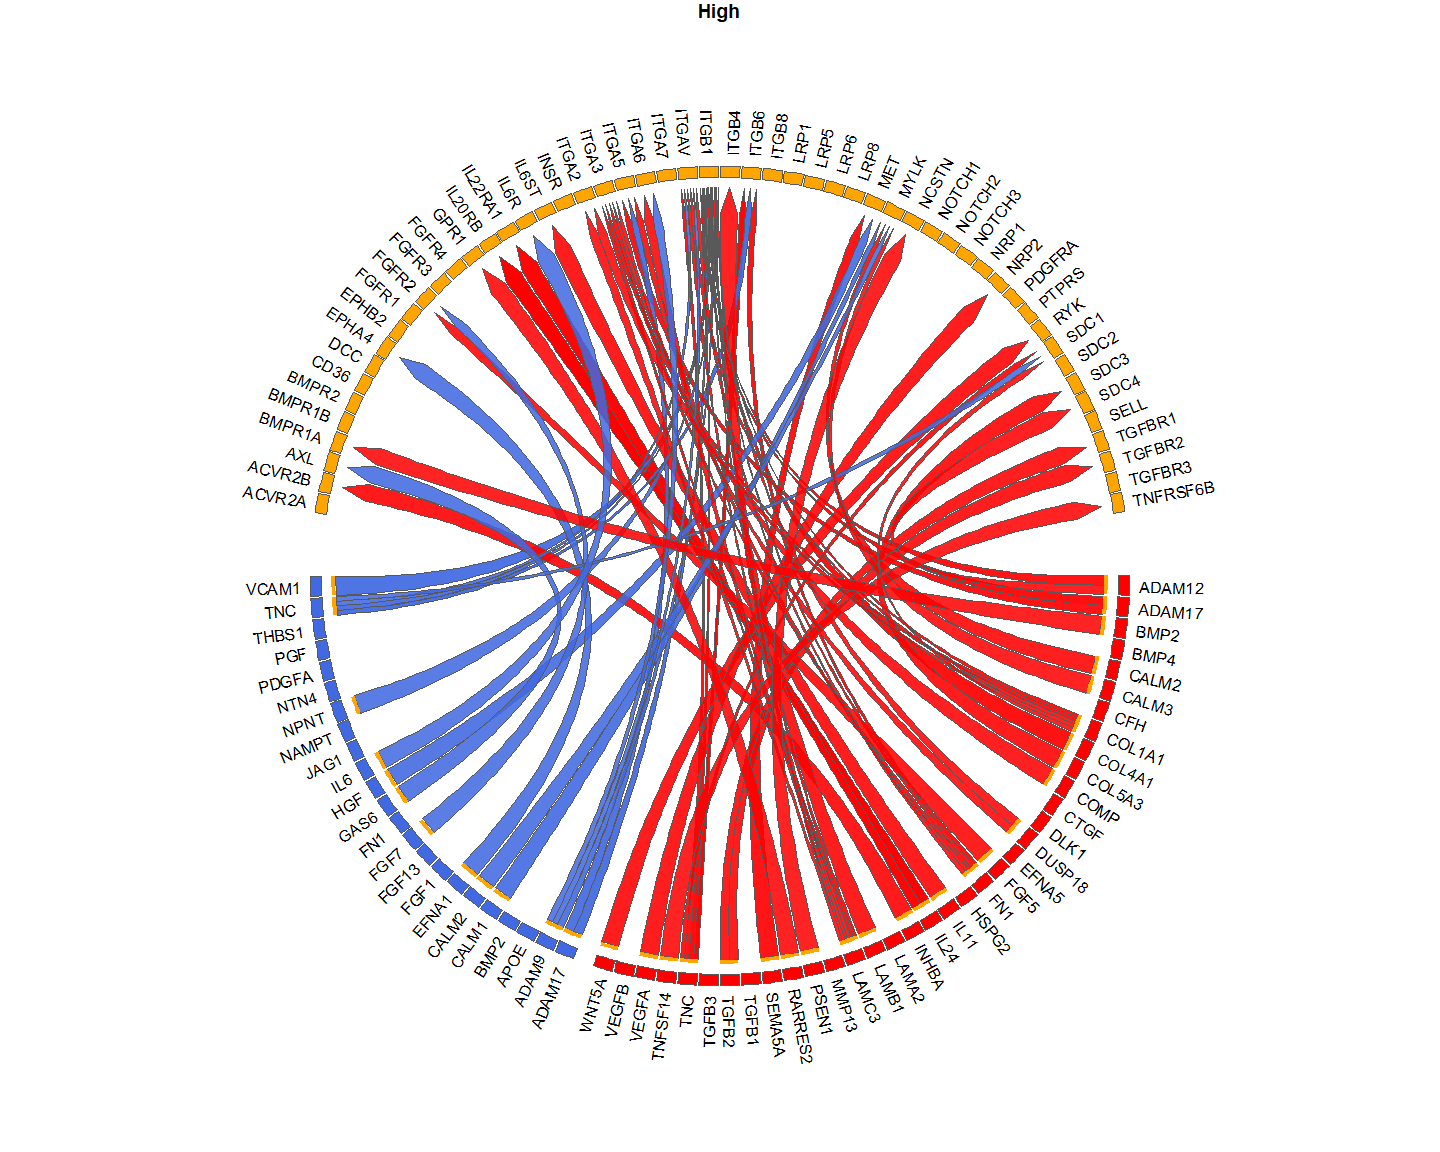 High
ACVR2A
ACVR2B
AXL
BMPR1A
BMPR1B
BMPR2
CD36
DCC
EPHA4
EPHB2
FGFR1
FGFR2
FGFR3
FGFR4
GPR1
IL20RB
IL22RA1
IL6R
IL6ST
INSR
ITGA2
ITGA3
ITGA5
ITGA6
ITGA7
ITGAV
ITGB1
ITGB4
ITGB6
ITGB8
LRP1
LRP5
LRP6
LRP8
MET
MYLK
NCSTN
NOTCH1
NOTCH2
NOTCH3
NRP1
NRP2
PDGFRA
PTPRS
RYK
SDC1
SDC2
SDC3
SDC4
SELL
TGFBR1
TGFBR2
TGFBR3
TNFRSF6B
ADAM12
ADAM17
BMP2
BMP4
CALM2
CALM3
CFH
COL1A1
COL4A1
COL5A3
COMP
CTGF
DLK1
DUSP18
EFNA5
FGF5
FN1
HSPG2
IL11
IL24
INHBA
LAMA2
LAMB1
LAMC3
MMP13
PSEN1
RARRES2
SEMA5A
TGFB1
TGFB2
TGFB3
TNC
TNFSF14
VEGFA
VEGFB
WNT5A
ADAM17
ADAM9
APOE
BMP2
CALM1
CALM2
EFNA1
FGF1
FGF13
FGF7
FN1
GAS6
HGF
IL6
JAG1
NAMPT
NPNT
NTN4
PDGFA
PGF
THBS1
TNC
VCAM1